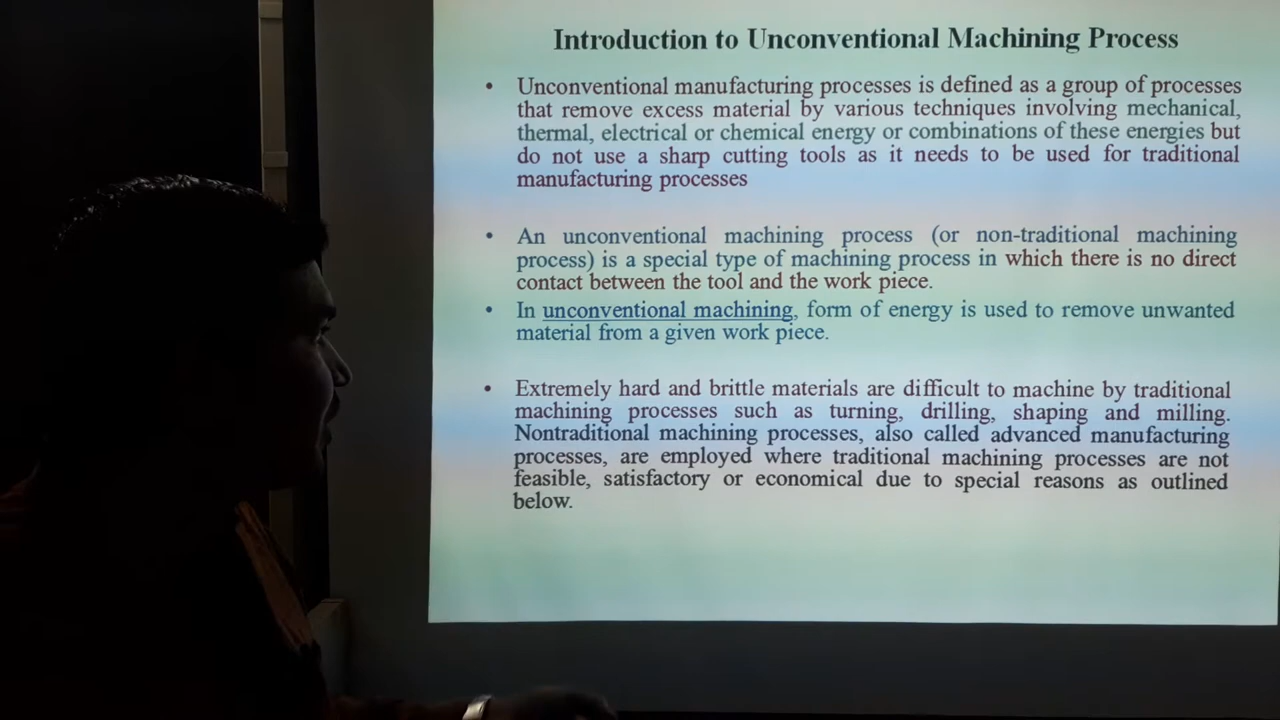 Introduction to Unconventional Machining Process
• Unconventional manufacturing processes is defined as a group of processes
that remove excess material by various techniques involving mechanical,
thermal, electrical or chemical energy or combinations of these energies but
do not use a sharp cutting tools as it needs to be used for traditional
manufacturing processes
• An unconventional machining process (or non-traditional machining
process) is a special type of machining process in which there is no direct
contact between the tool and the work piece.
• In unconventional machining, form of energy is used to remove unwanted
material from a given work piece.
• Extremely hard and brittle materials are difficult to machine by traditional
machining processes such as turning, drilling, shaping and milling.
Nontraditional machining processes, also called advanced manufacturing
processes, are employed where traditional machining processes are not
feasible, satisfactory or economical due to special reasons as outlined
below.